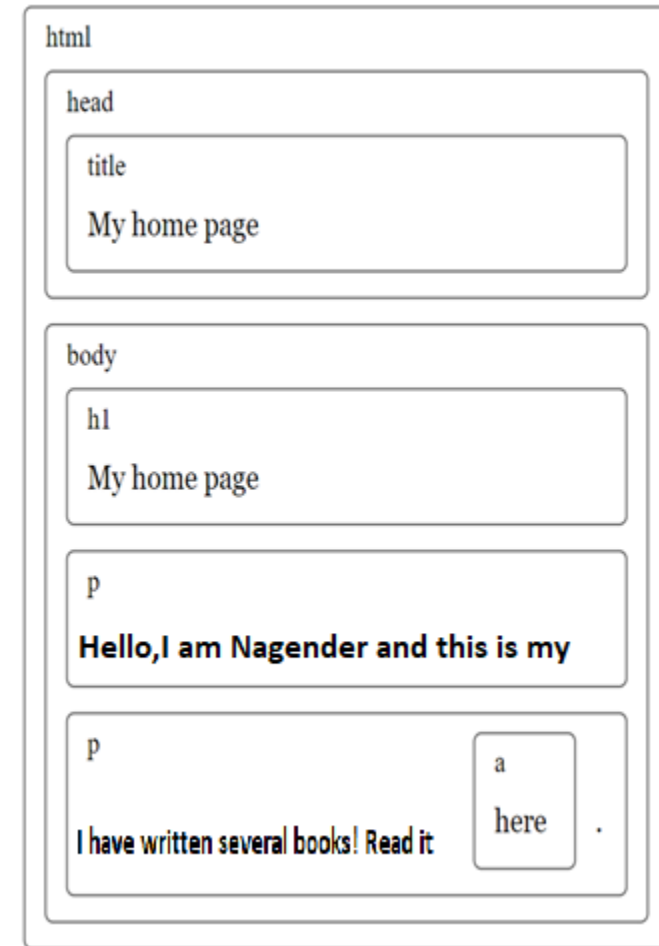 html
head
title
My home page
body
h1
My home page
p
Hello,I am Nagender and this is my
p
a
I have written several books! Read it here .